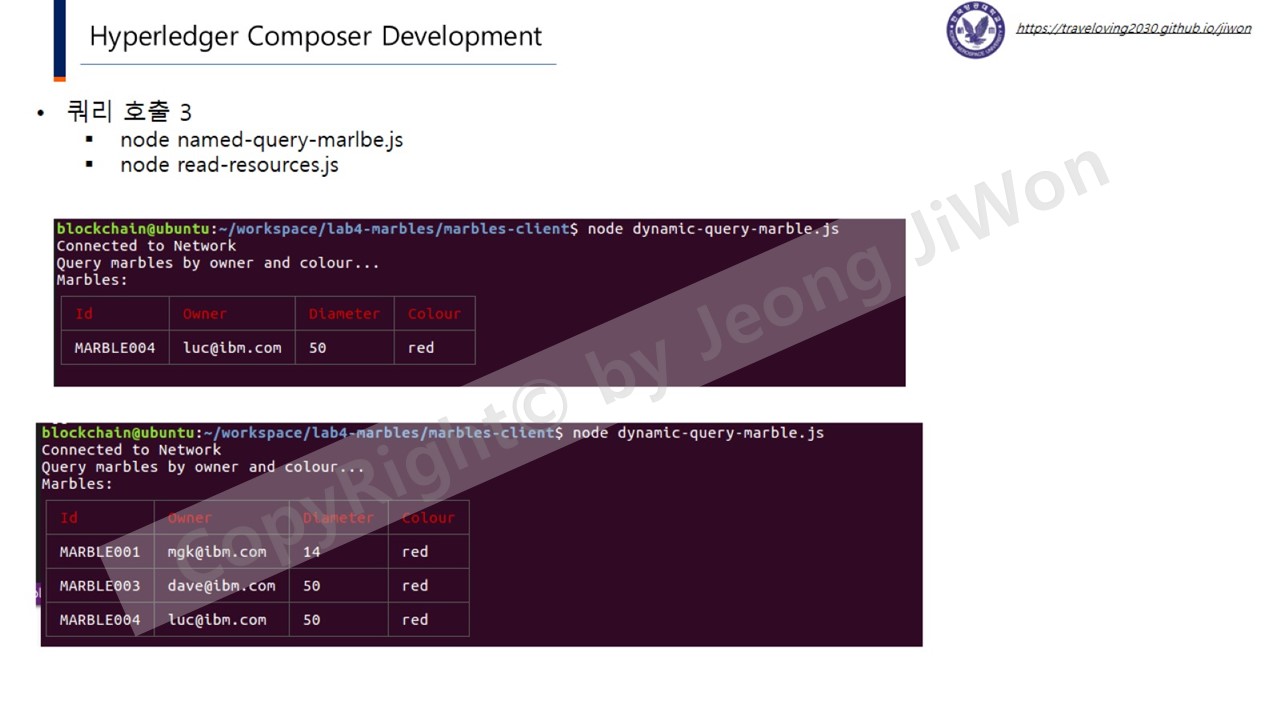 Hyperledger Composer Development
https://traveloving2030.github.io/jiwon
• 쿼리 호출 3
▪ node named-query-marlbe.js
▪ node read-resources.js
blockchain@ubuntu:~/workspace/lab4-marbles/marbles-client$ node dynamic-query-marble.js
Connected to Network
Query marbles by owner and colour...
Marbles:
Id Owner Diameter Colour
MARBLE004 luc@ibm.com 50 red
blockchain@ubuntu:~/workspace/lab4-marbles/marbles-client$ node dynamic-query-marble.js
Connected to Network
Query marbles by owner and colour...
Marbles:
Id Owner Diameter Colour
MARBLE001 mgk@ibm.com 14 red
MARBLE003 dave@ibm.com 50 red
MARBLE004 luc@ibm.com 50 red
CopyRight© by Jeong JiWon